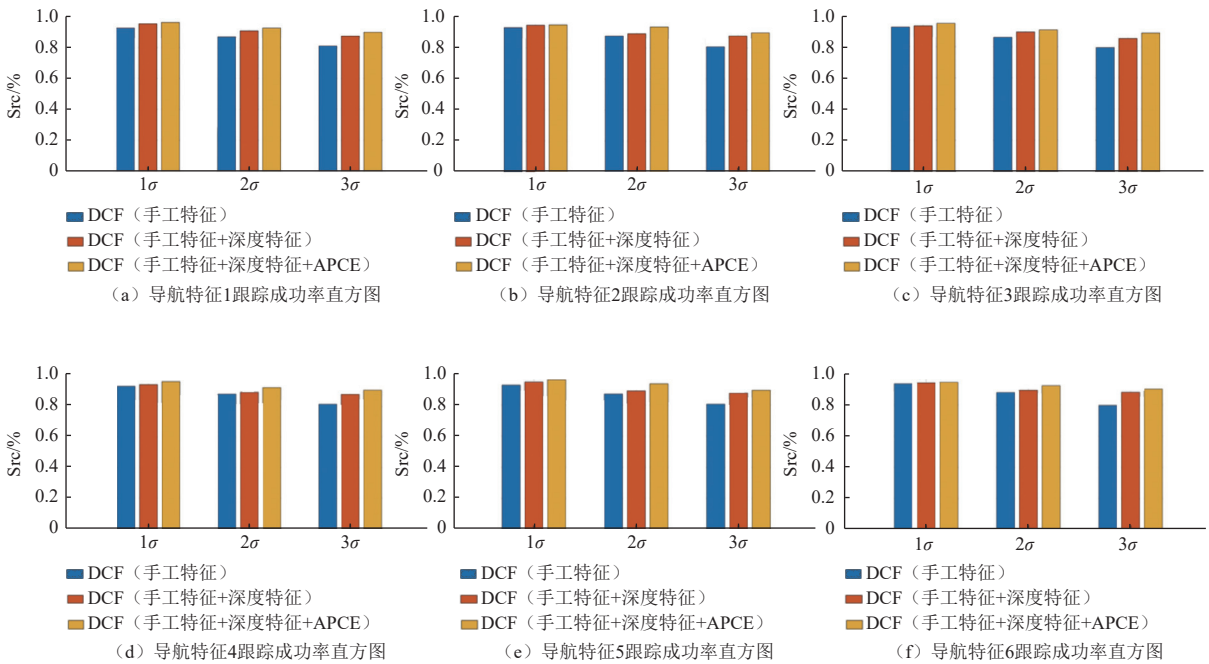 Src/%
1.0
0.8
0.6
0.4
0.2
0
1σ
2σ
3σ
DCF（手工特征）
DCF（手工特征+深度特征）
DCF（手工特征+深度特征+APCE）
（a）导航特征1跟踪成功率直方图
Src/%
1.0
0.8
0.6
0.4
0.2
0
1σ
2σ
3σ
DCF（手工特征）
DCF（手工特征+深度特征）
DCF（手工特征+深度特征+APCE）
（b）导航特征2跟踪成功率直方图
Src/%
1.0
0.8
0.6
0.4
0.2
0
1σ
2σ
3σ
DCF（手工特征）
DCF（手工特征+深度特征）
DCF（手工特征+深度特征+APCE）
（c）导航特征3跟踪成功率直方图
Src/%
1.0
0.8
0.6
0.4
0.2
0
1σ
2σ
3σ
DCF（手工特征）
DCF（手工特征+深度特征）
DCF（手工特征+深度特征+APCE）
（d）导航特征4跟踪成功率直方图
Src/%
1.0
0.8
0.6
0.4
0.2
0
1σ
2σ
3σ
DCF（手工特征）
DCF（手工特征+深度特征）
DCF（手工特征+深度特征+APCE）
（e）导航特征5跟踪成功率直方图
Src/%
1.0
0.8
0.6
0.4
0.2
0
1σ
2σ
3σ
DCF（手工特征）
DCF（手工特征+深度特征）
DCF（手工特征+深度特征+APCE）
（f）导航特征6跟踪成功率直方图